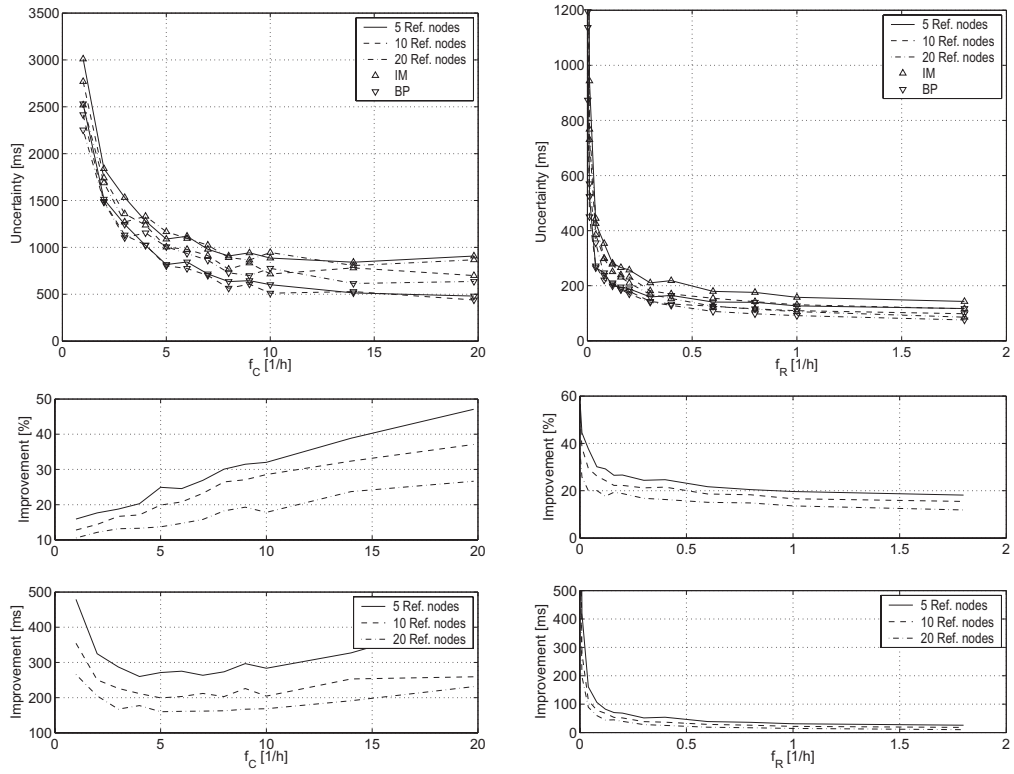 3500
3000
2500
2000
1500
1000
500
0
Uncertainty [ms]
0
5
10
15
20
f_C [1/h]
5 Ref. nodes
10 Ref. nodes
20 Ref. nodes
IM
BP
1200
1000
800
600
400
200
0
Uncertainty [ms]
0
0.5
1
1.5
2
f_R [1/h]
5 Ref. nodes
10 Ref. nodes
20 Ref. nodes
IM
BP
50
40
30
20
10
Improvement [%]
0
5
10
15
20
60
40
20
0
Improvement [%]
0
0.5
1
1.5
2
500
400
300
200
100
Improvement [ms]
0
5
10
15
20
f_C [1/h]
5 Ref. nodes
10 Ref. nodes
20 Ref. nodes
500
400
300
200
100
0
Improvement [ms]
0
0.5
1
1.5
2
f_R [1/h]
5 Ref. nodes
10 Ref. nodes
20 Ref. nodes